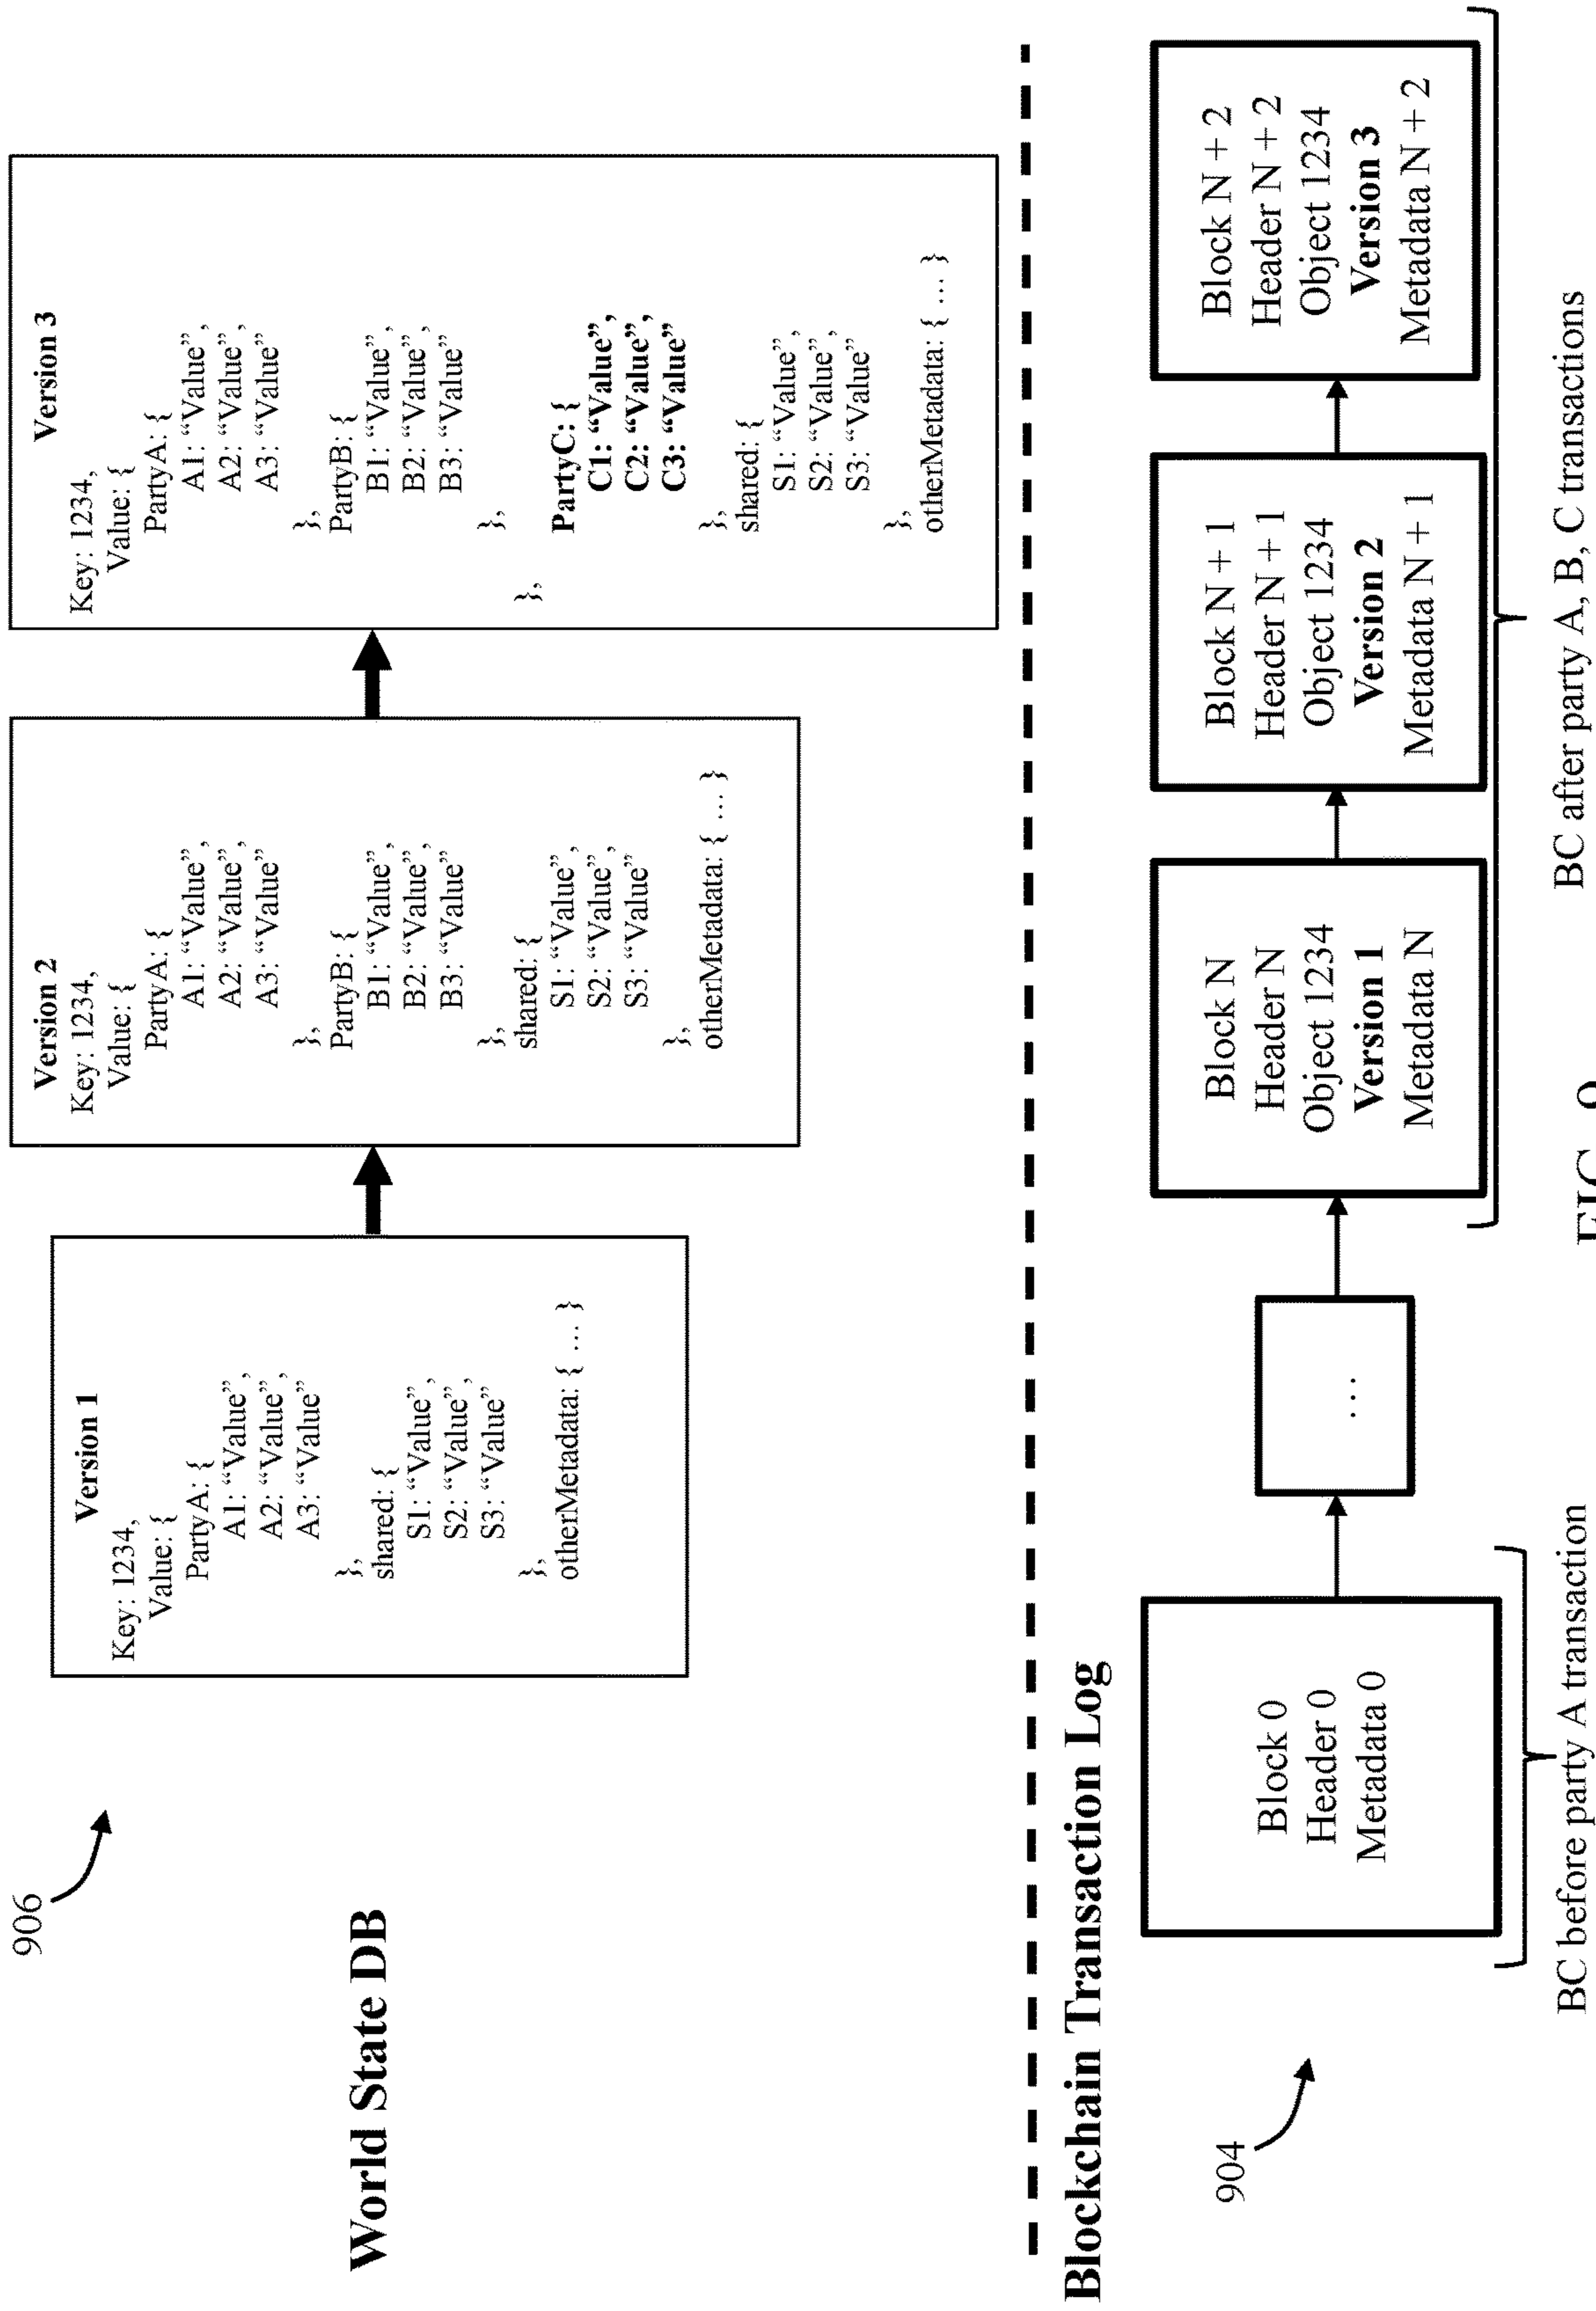 906
World State DB
Version 1
Key: 1234,
Value: {
PartyA: {
A1: “Value”,
A2: “Value”,
A3: “Value”
},
shared: {
S1: “Value”,
S2: “Value”,
S3: “Value”
},
otherMetadata: { … }
Version 2
Key: 1234,
Value: {
PartyA: {
A1: “Value”,
A2: “Value”,
A3: “Value”
},
PartyB: {
B1: “Value”,
B2: “Value”,
B3: “Value”
},
shared: {
S1: “Value”,
S2: “Value”,
S3: “Value”
},
otherMetadata: { … }
Version 3
Key: 1234,
Value: {
PartyA: {
A1: “Value”,
A2: “Value”,
A3: “Value”
},
PartyB: {
B1: “Value”,
B2: “Value”,
B3: “Value”
},
},
PartyC: {
C1: “Value”,
C2: “Value”,
C3: “Value”
},
shared: {
S1: “Value”,
S2: “Value”,
S3: “Value”
},
otherMetadata: { … }
Blockchain Transaction Log
904
Block 0
Header 0
Metadata 0
…
Block N
Header N
Object 1234
Version 1
Metadata N
Block N + 1
Header N + 1
Object 1234
Version 2
Metadata N + 1
Block N + 2
Header N + 2
Object 1234
Version 3
Metadata N + 2
BC before party A transaction
BC after party A, B, C transactions